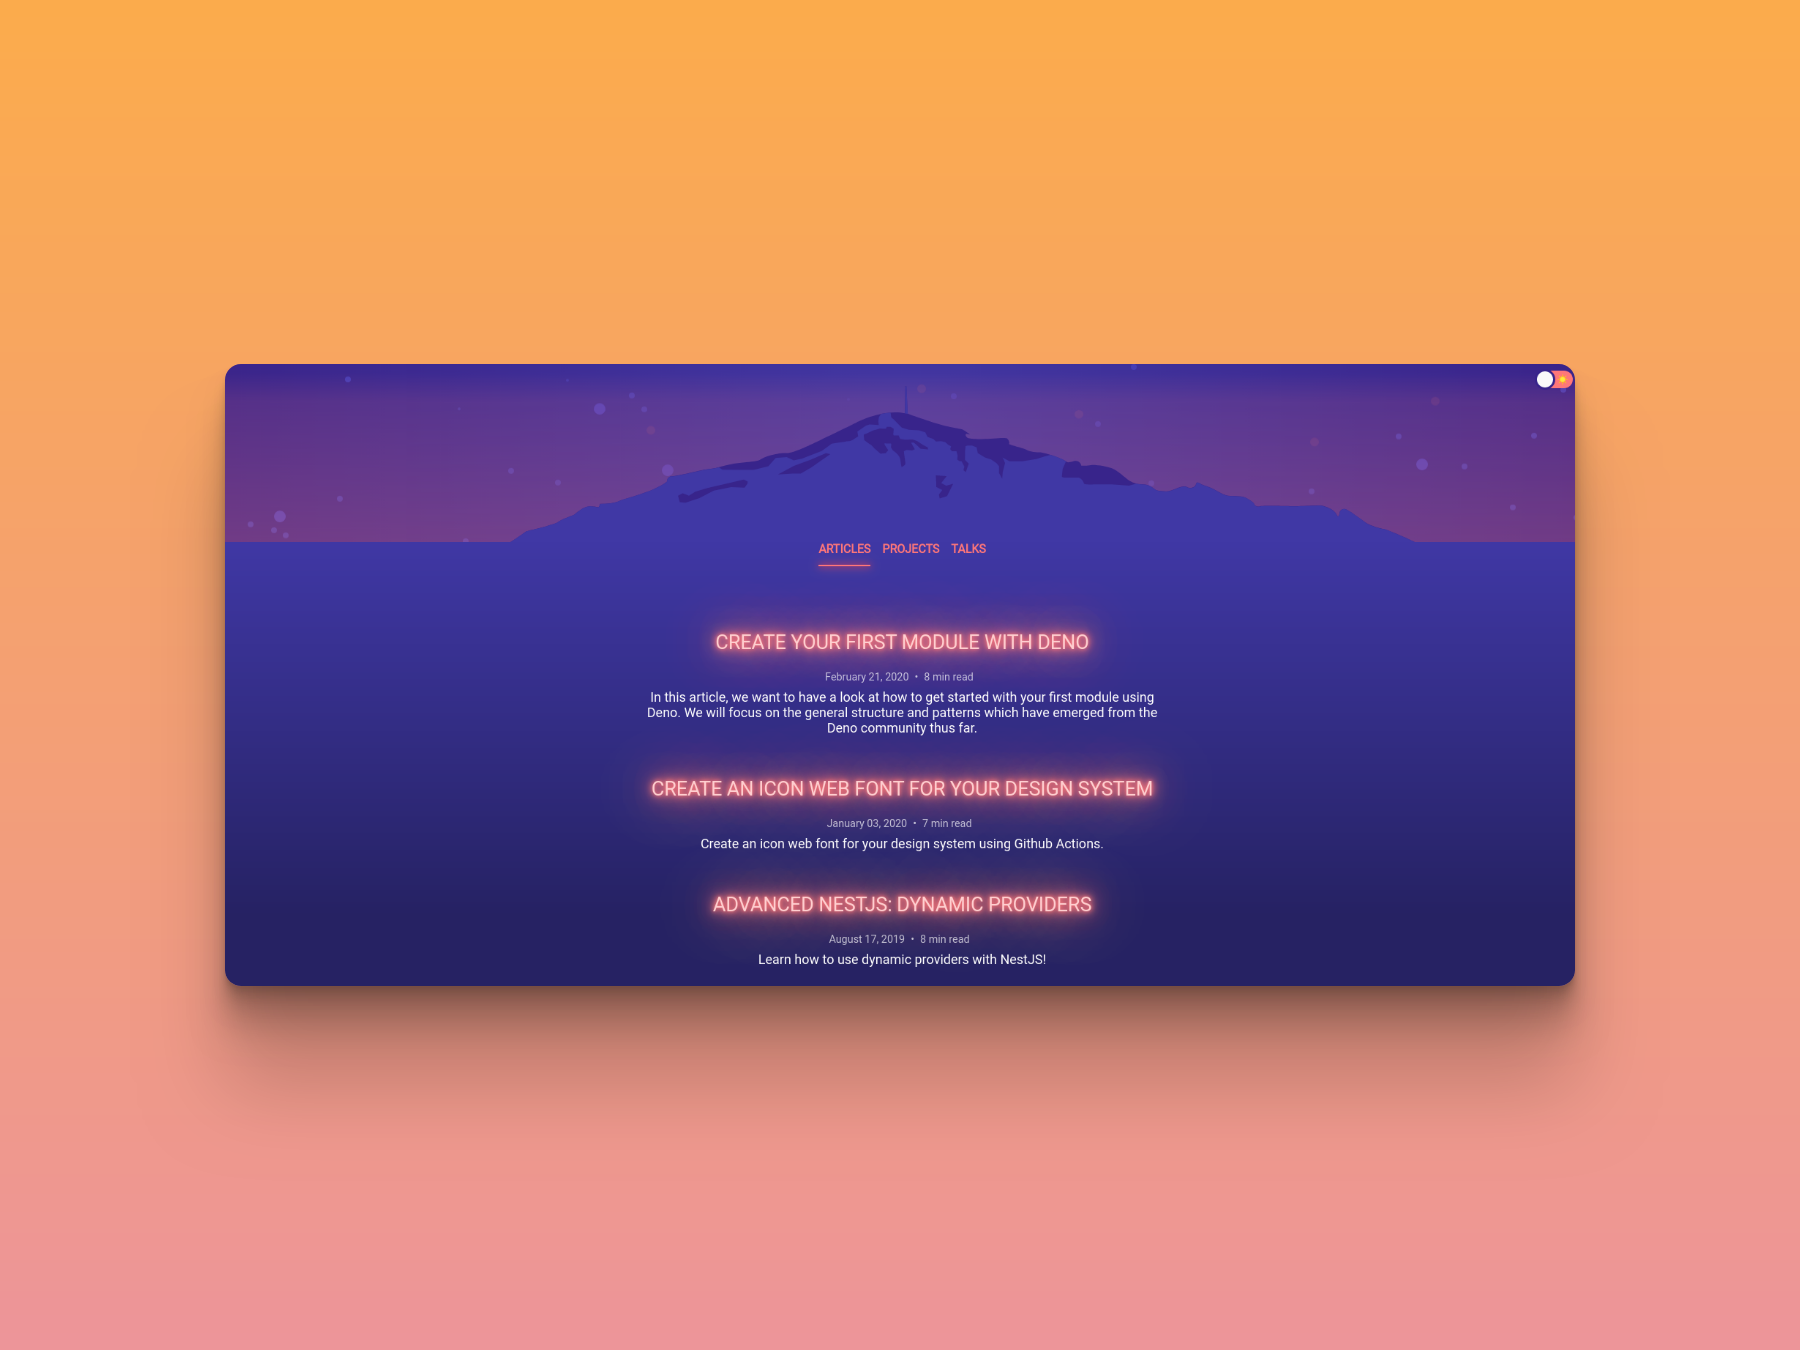 ARTICLES PROJECTS TALKS
CREATE YOUR FIRST MODULE WITH DENO
February 21, 2020 • 8 min read
In this article, we want to have a look at how to get started with your first module using
Deno. We will focus on the general structure and patterns which have emerged from the
Deno community thus far.
CREATE AN ICON WEB FONT FOR YOUR DESIGN SYSTEM
January 03, 2020 • 7 min read
Create an icon web font for your design system using Github Actions.
ADVANCED NESTJS: DYNAMIC PROVIDERS
August 17, 2019 • 8 min read
Learn how to use dynamic providers with NestJS!